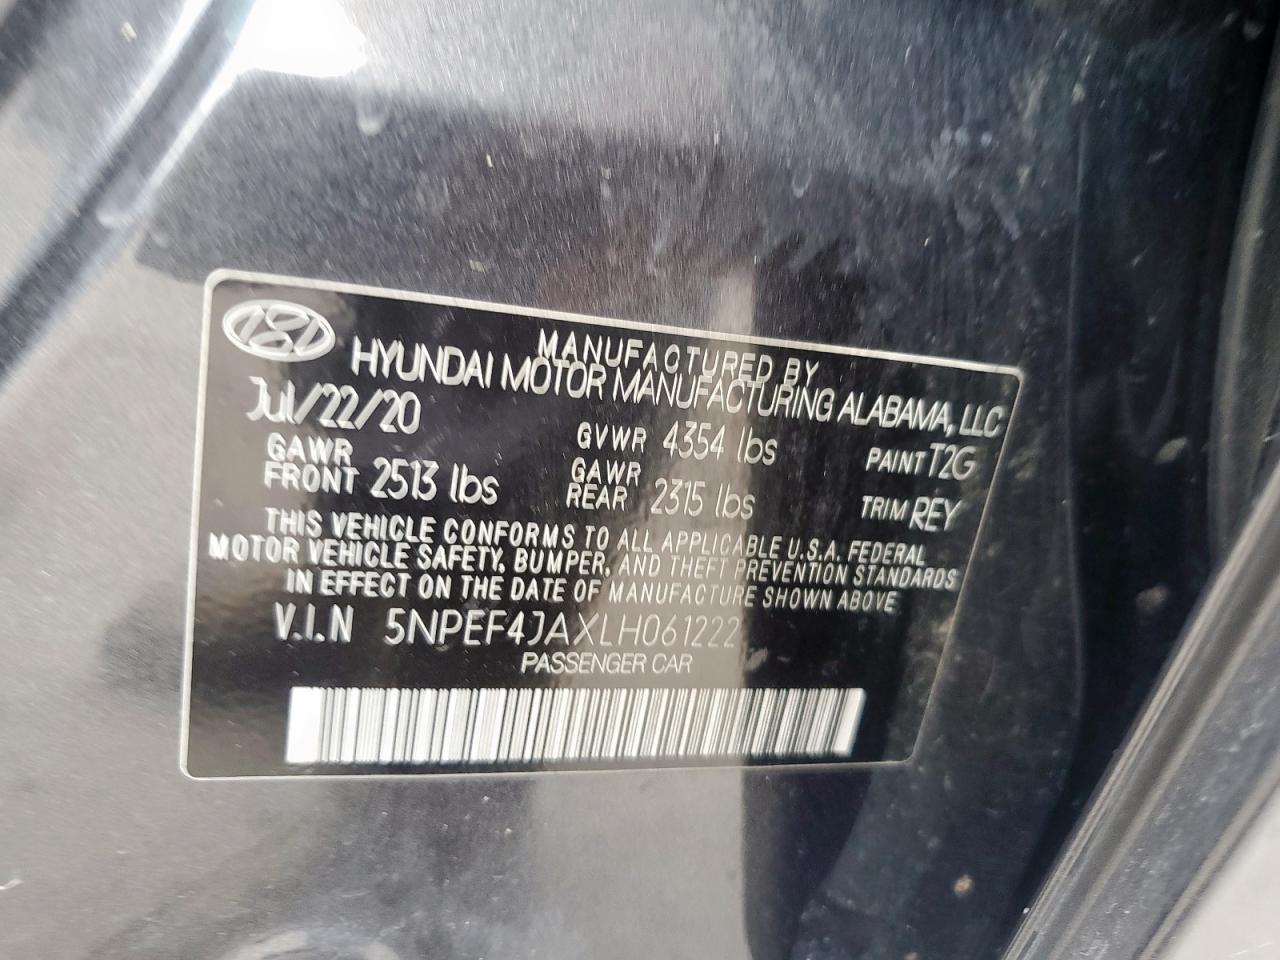 MANUFACTURED BY
HYUNDAI MOTOR MANUFACTURING ALABAMA, LLC
Jul/22/20 GVWR 4354 lbs PAINT T2G
GAWR FRONT 2513 lbs GAWR REAR 2315 lbs TRIM REY
THIS VEHICLE CONFORMS TO ALL APPLICABLE U.S.A. FEDERAL
MOTOR VEHICLE SAFETY, BUMPER, AND THEFT PREVENTION STANDARDS
IN EFFECT ON THE DATE OF MANUFACTURE SHOWN ABOVE
V.I.N 5NPEF4JAXLH061222
PASSENGER CAR